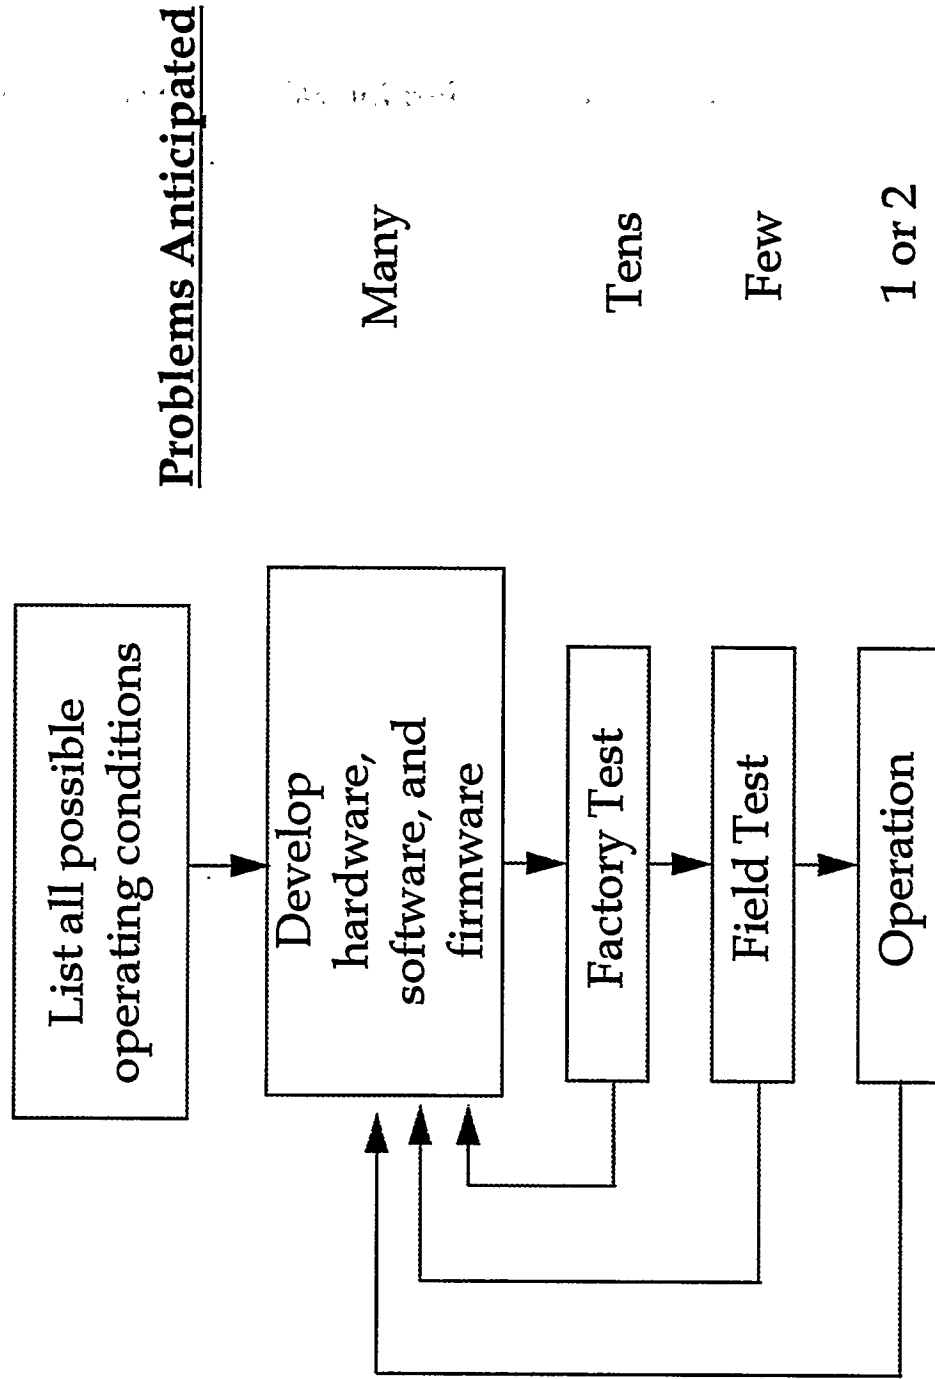 Problems Anticipated
List all possible
operating conditions
Develop
hardware,
software, and
firmware
Many
Factory Test
Tens
Field Test
Few
Operation
1 or 2